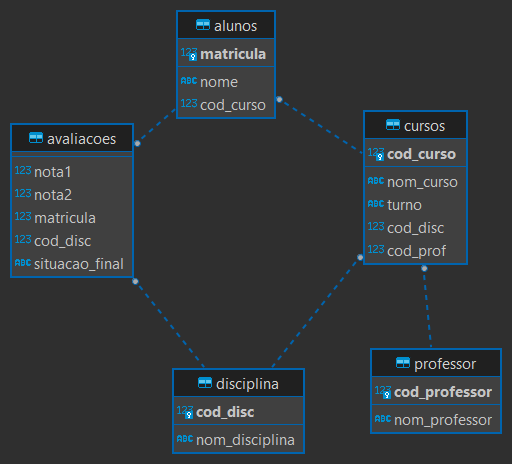 alunos
123 matricula
ABC nome
123 cod_curso
avaliacoes
123 nota1
123 nota2
123 matricula
123 cod_disc
ABC situacao_final
cursos
123 cod_curso
ABC nom_curso
ABC turno
123 cod_disc
123 cod_prof
disciplina
123 cod_disc
ABC nom_disciplina
professor
123 cod_professor
ABC nom_professor